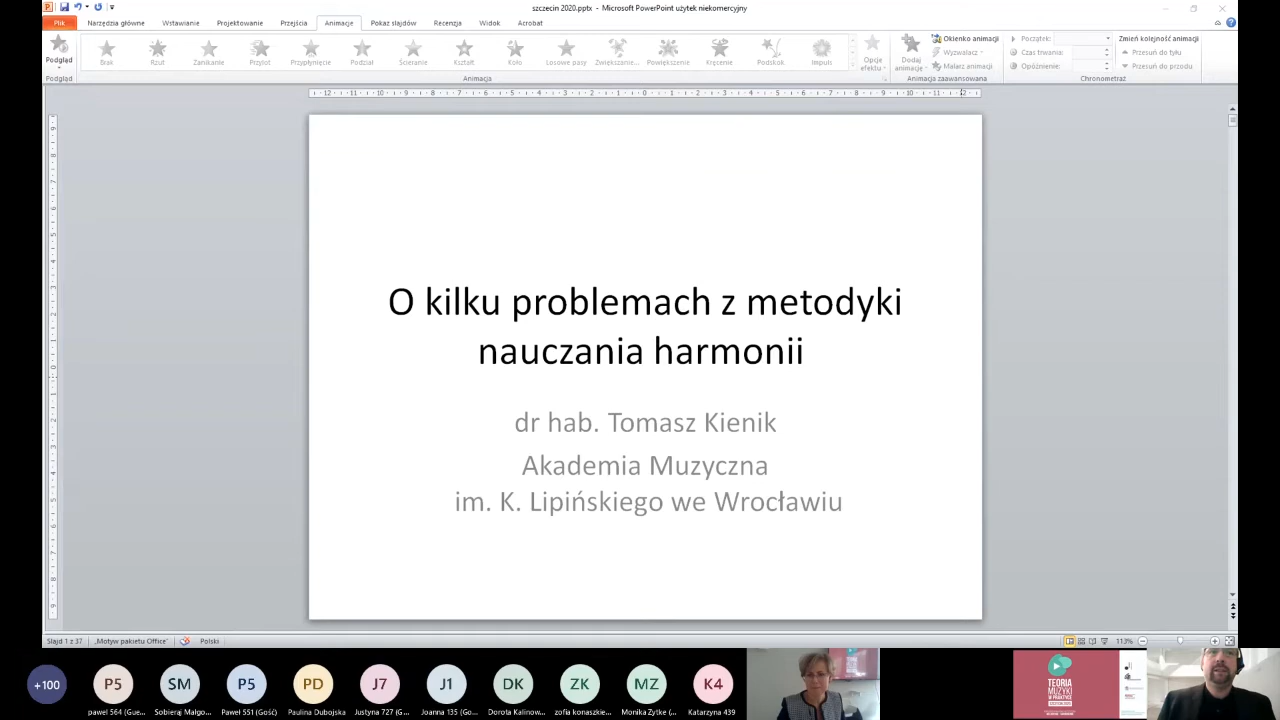 szczecin 2020.pptx - Microsoft PowerPoint użytek niekomercyjny
Plik Narzędzia główne Wstawianie Projektowanie Przejścia Animacje Pokaz slajdów Recenzja Widok Acrobat
Podgląd
Brak Rzut Zanikanie Przylot Przypłynięcie Podział Ścieranie Kształt Koło Losowe pasy Zwiększanie... Powiększenie Kręcenie Podskok Impuls
Opcje efektu
Dodaj animację
Okienko animacji
Wyzwalacz
Malarz animacji
Początek:
Czas trwania:
Opóźnienie:
Zmień kolejność animacji
Przesuń do tyłu
Przesuń do przodu
Podgląd Animacja Animacja zaawansowana Chronometraż
O kilku problemach z metodyki
nauczania harmonii
dr hab. Tomasz Kienik
Akademia Muzyczna
im. K. Lipińskiego we Wrocławiu
Slajd 1 z 37 „Motyw pakietu Office” Polski 113%
+100 P5 SM P5 PD J7 J1 DK ZK MZ K4
paweł 564 (Gue... Sobieraj Małgo... Paweł 551 (Gość) Paulina Dubojska Justyna 727 (G... Joanna 135 (Go... Dorota Kalinow... zofia konaszkie... Monika Zytke (... Katarzyna 439
TEORIA
MUZYKI
W PRAKTYCE